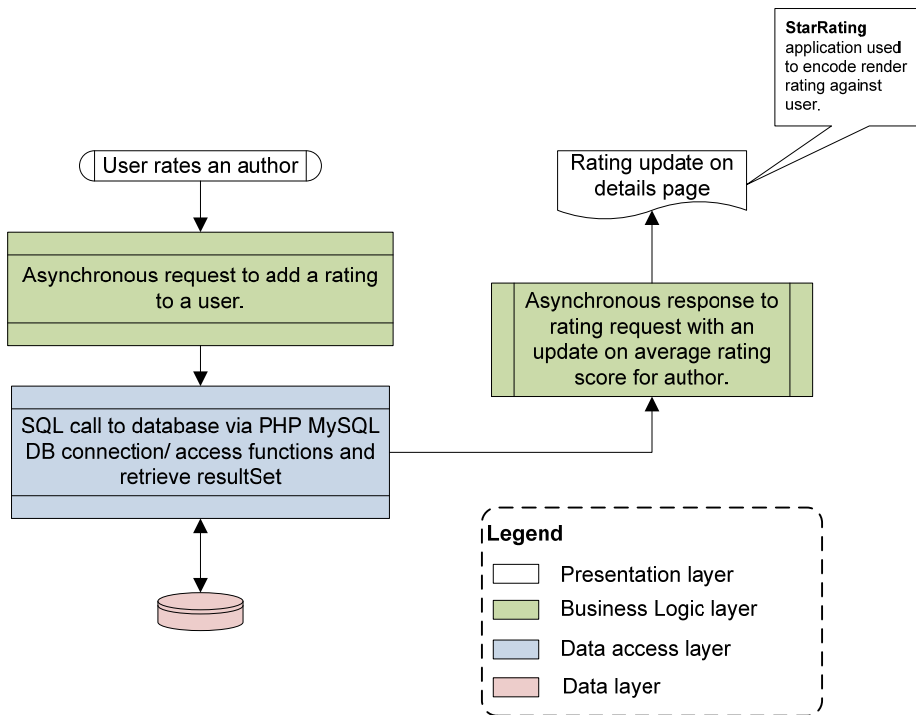 StarRating
application used
to encode render
rating against
user.
User rates an author
Rating update on
details page
Asynchronous request to add a rating
to a user.
Asynchronous response to
rating request with an
update on average rating
score for author.
SQL call to database via PHP MySQL
DB connection/ access functions and
retrieve resultSet
Legend
Presentation layer
Business Logic layer
Data access layer
Data layer